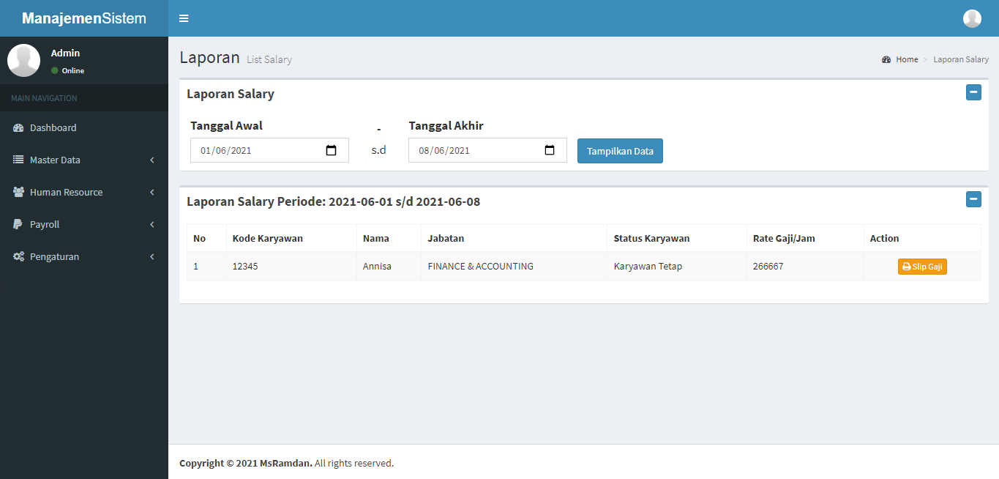 ManajemenSistem
Admin
Online
MAIN NAVIGATION
Dashboard
Master Data
Human Resource
Payroll
Pengaturan
Laporan List Salary
Home > Laporan Salary
Laporan Salary
Tanggal Awal - Tanggal Akhir
01/06/2021 s.d 08/06/2021 Tampilkan Data
Laporan Salary Periode: 2021-06-01 s/d 2021-06-08
No Kode Karyawan Nama Jabatan Status Karyawan Rate Gaji/Jam Action
1 12345 Annisa FINANCE & ACCOUNTING Karyawan Tetap 266667 Slip Gaji
Copyright © 2021 MsRamdan. All rights reserved.